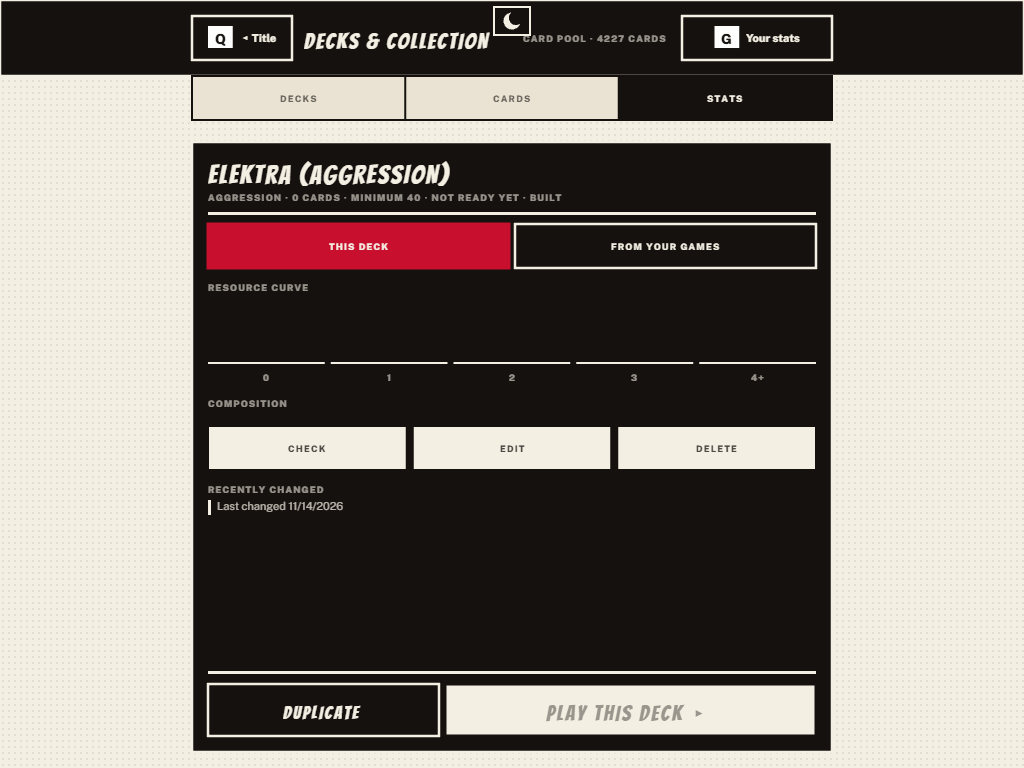 Q ◂ Title
DECKS & COLLECTION
CARD POOL · 4227 CARDS
G Your stats
DECKS
CARDS
STATS
ELEKTRA (AGGRESSION)
AGGRESSION · 0 CARDS · MINIMUM 40 · NOT READY YET · BUILT
THIS DECK
FROM YOUR GAMES
RESOURCE CURVE
0 1 2 3 4+
COMPOSITION
CHECK
EDIT
DELETE
RECENTLY CHANGED
Last changed 11/14/2026
DUPLICATE
PLAY THIS DECK ▸